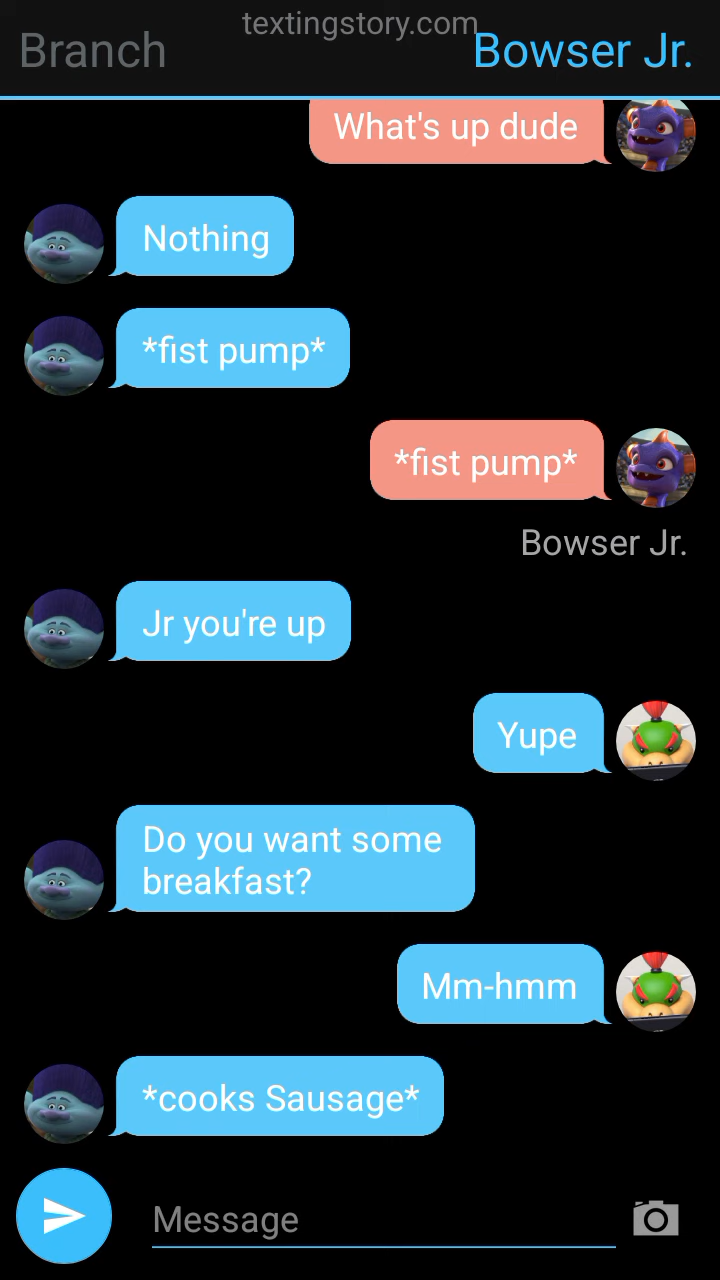 textingstory.com
Branch
Bowser Jr.
What's up dude
Nothing
*fist pump*
*fist pump*
Bowser Jr.
Jr you're up
Yupe
Do you want some
breakfast?
Mm-hmm
*cooks Sausage*
Message